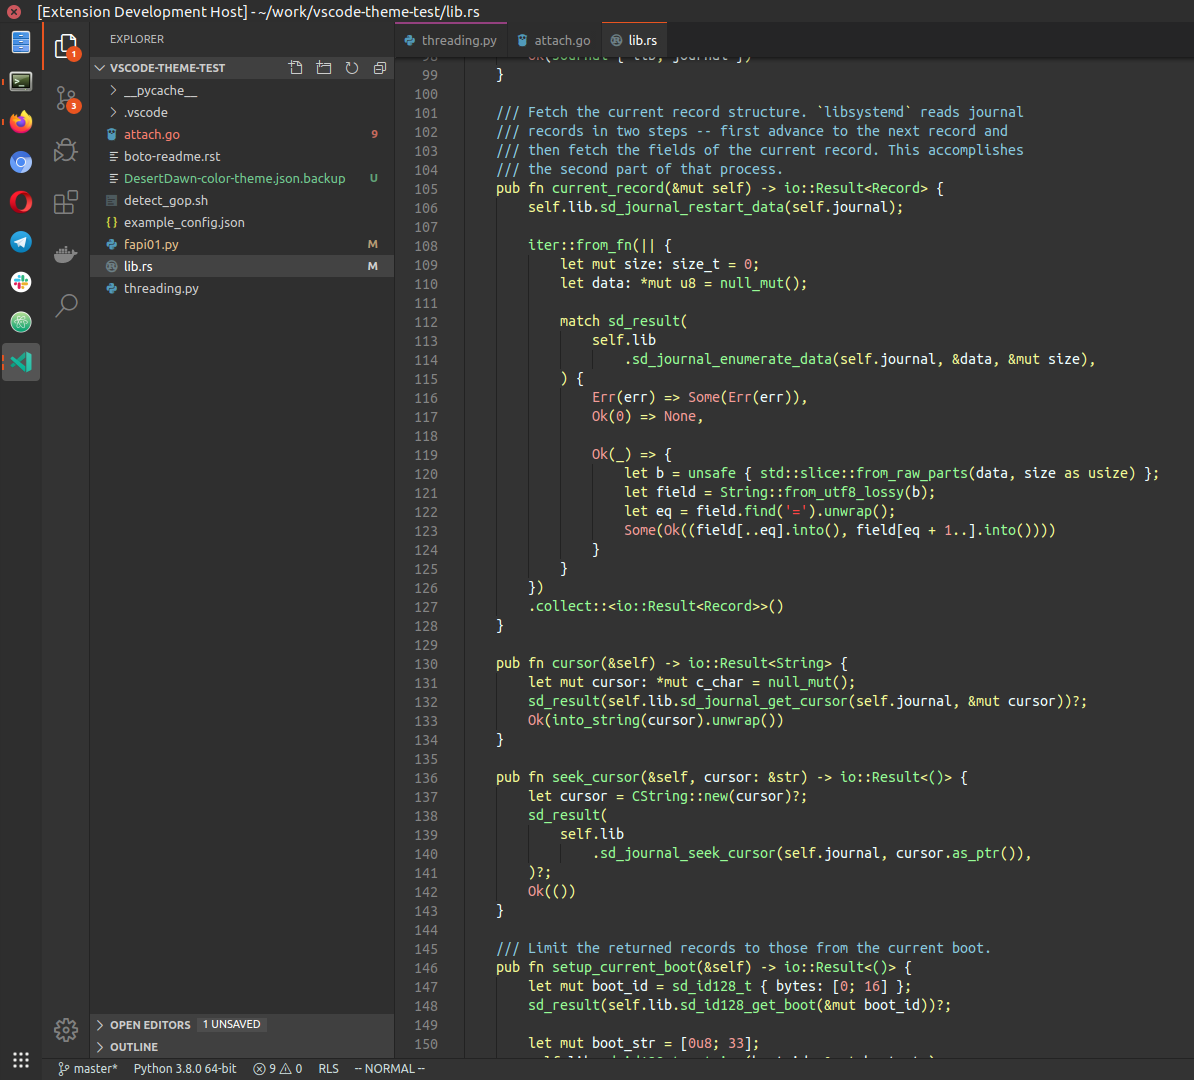 [Extension Development Host] - ~/work/vscode-theme-test/lib.rs
EXPLORER
VSCODE-THEME-TEST
__pycache__
.vscode
attach.go 9
boto-readme.rst
DesertDawn-color-theme.json.backup U
detect_gop.sh
{} example_config.json
fapi01.py M
lib.rs M
threading.py
OPEN EDITORS 1 UNSAVED
OUTLINE
1
3
threading.py attach.go lib.rs
98 Ok(Journal { lib, journal })
99 }
100
101 /// Fetch the current record structure. `libsystemd` reads journal
102 /// records in two steps -- first advance to the next record and
103 /// then fetch the fields of the current record. This accomplishes
104 /// the second part of that process.
105 pub fn current_record(&mut self) -> io::Result<Record> {
106 self.lib.sd_journal_restart_data(self.journal);
107
108 iter::from_fn(|| {
109 let mut size: size_t = 0;
110 let data: *mut u8 = null_mut();
111
112 match sd_result(
113 self.lib
114 .sd_journal_enumerate_data(self.journal, &data, &mut size),
115 ) {
116 Err(err) => Some(Err(err)),
117 Ok(0) => None,
118
119 Ok(_) => {
120 let b = unsafe { std::slice::from_raw_parts(data, size as usize) };
121 let field = String::from_utf8_lossy(b);
122 let eq = field.find('=').unwrap();
123 Some(Ok((field[..eq].into(), field[eq + 1..].into())))
124 }
125 }
126 })
127 .collect::<io::Result<Record>>()
128 }
129
130 pub fn cursor(&self) -> io::Result<String> {
131 let mut cursor: *mut c_char = null_mut();
132 sd_result(self.lib.sd_journal_get_cursor(self.journal, &mut cursor))?;
133 Ok(into_string(cursor).unwrap())
134 }
135
136 pub fn seek_cursor(&self, cursor: &str) -> io::Result<()> {
137 let cursor = CString::new(cursor)?;
138 sd_result(
139 self.lib
140 .sd_journal_seek_cursor(self.journal, cursor.as_ptr()),
141 )?;
142 Ok(())
143 }
144
145 /// Limit the returned records to those from the current boot.
146 pub fn setup_current_boot(&self) -> io::Result<()> {
147 let mut boot_id = sd_id128_t { bytes: [0; 16] };
148 sd_result(self.lib.sd_id128_get_boot(&mut boot_id))?;
149
150 let mut boot_str = [0u8; 33];
master* Python 3.8.0 64-bit 9 0 RLS -- NORMAL --